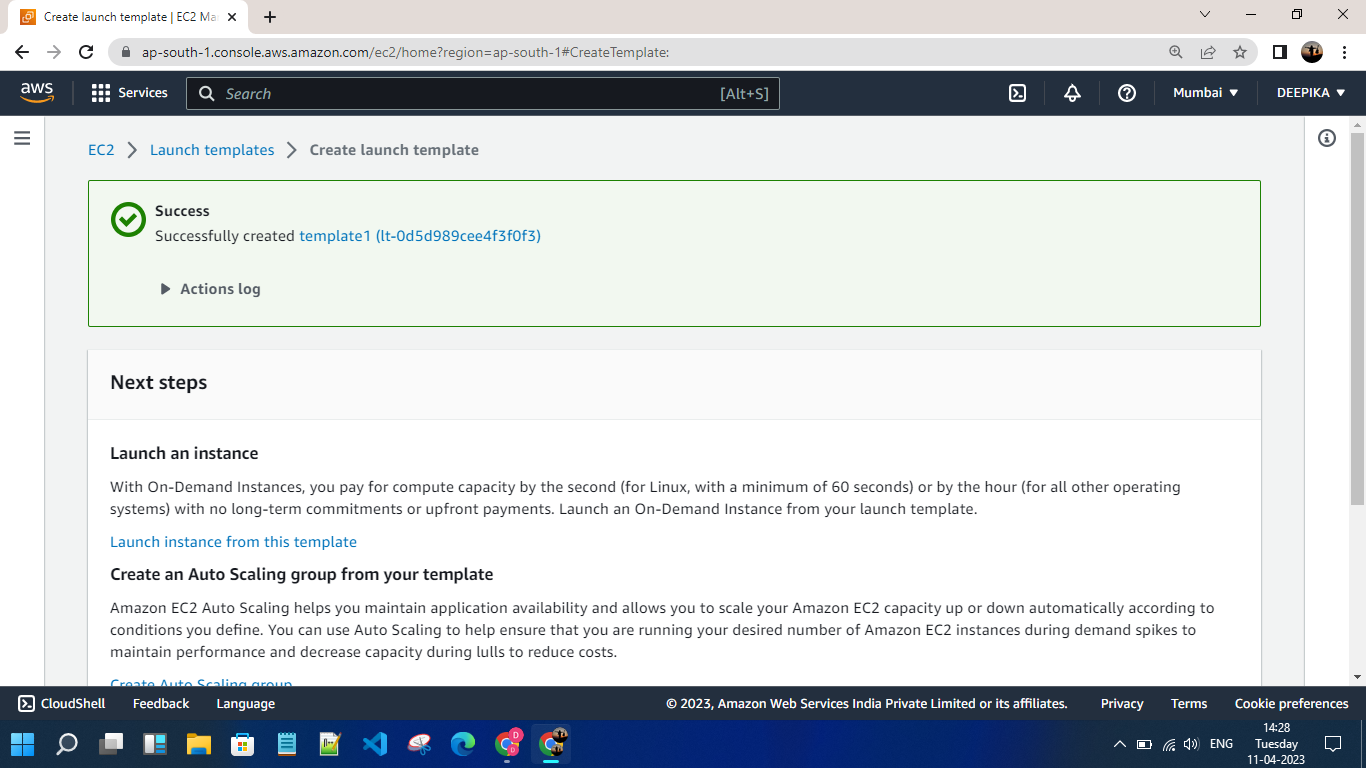 Create launch template | EC2 Ma
ap-south-1.console.aws.amazon.com/ec2/home?region=ap-south-1#CreateTemplate:
aws
Services
Search
[Alt+S]
Mumbai
DEEPIKA
EC2
Launch templates
Create launch template
Success
Successfully created template1 (lt-0d5d989cee4f3f0f3)
Actions log
Next steps
Launch an instance
With On-Demand Instances, you pay for compute capacity by the second (for Linux, with a minimum of 60 seconds) or by the hour (for all other operating
systems) with no long-term commitments or upfront payments. Launch an On-Demand Instance from your launch template.
Launch instance from this template
Create an Auto Scaling group from your template
Amazon EC2 Auto Scaling helps you maintain application availability and allows you to scale your Amazon EC2 capacity up or down automatically according to
conditions you define. You can use Auto Scaling to help ensure that you are running your desired number of Amazon EC2 instances during demand spikes to
maintain performance and decrease capacity during lulls to reduce costs.
Create Auto Scaling group
CloudShell
Feedback
Language
© 2023, Amazon Web Services India Private Limited or its affiliates.
Privacy
Terms
Cookie preferences
D
D
ENG
14:28
Tuesday
11-04-2023